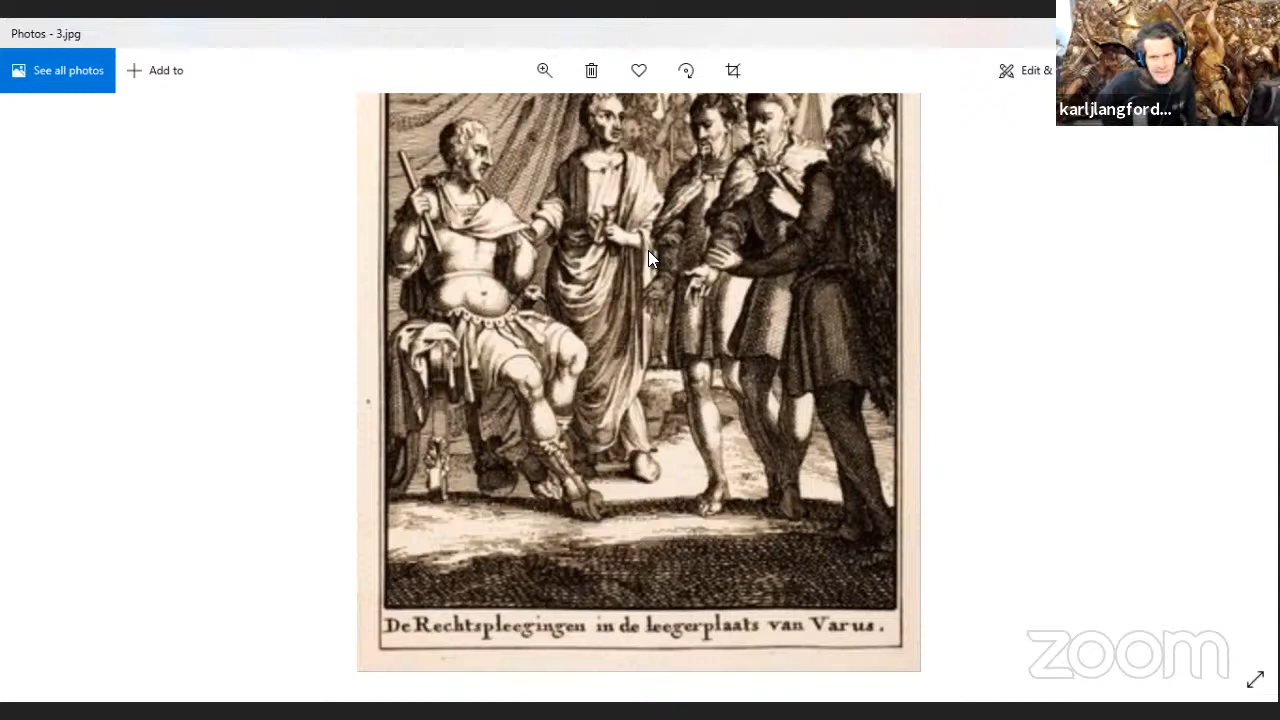 Photos - 3.jpg
See all photos
Add to
Edit &
karljlangford...
De Rechtspleegingen in de leegerplaats van Varus.
zoom